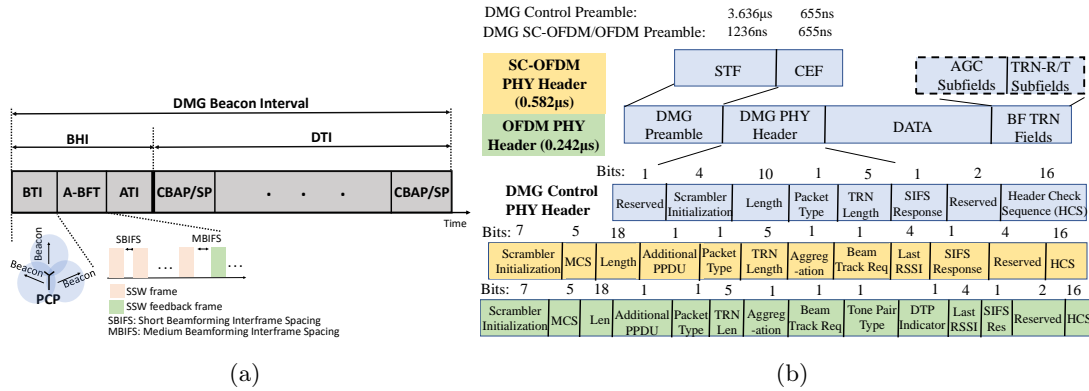 DMG Beacon Interval
BHI
DTI
BTI
A-BFT
ATI
CBAP/SP
. . .
CBAP/SP
Time
Beacon
Beacon
Beacon
PCP
SBIFS
MBIFS
...
...
SSW frame
SSW feedback frame
SBIFS: Short Beamforming Interframe Spacing
MBIFS: Medium Beamforming Interframe Spacing
(a)
DMG Control Preamble: 3.636μs 655ns
DMG SC-OFDM/OFDM Preamble: 1236ns 655ns
SC-OFDM
PHY Header
(0.582μs)
OFDM PHY
Header (0.242μs)
STF
CEF
AGC
Subfields
TRN-R/T
Subfields
DMG
Preamble
DMG PHY
Header
DATA
BF TRN
Fields
DMG Control
PHY Header
Bits: 1 4 10 1 5 1 2 16
Reserved
Scrambler
Initialization
Length
Packet
Type
TRN
Length
SIFS
Response
Reserved
Header Check
Sequence (HCS)
Bits: 7 5 18 1 1 5 1 1 4 1 4 16
Scrambler
Initialization
MCS
Length
Additional
PPDU
Packet
Type
TRN
Length
Aggreg
-ation
Beam
Track Req
Last
RSSI
SIFS
Response
Reserved
HCS
Bits: 7 5 18 1 1 5 1 1 1 1 4 1 2 16
Scrambler
Initialization
MCS
Len
Additional
PPDU
Packet
Type
TRN
Len
Aggreg
-ation
Beam
Track Req
Tone Pair
Type
DTP
Indicator
Last
RSSI
SIFS
Res
Reserved
HCS
(b)